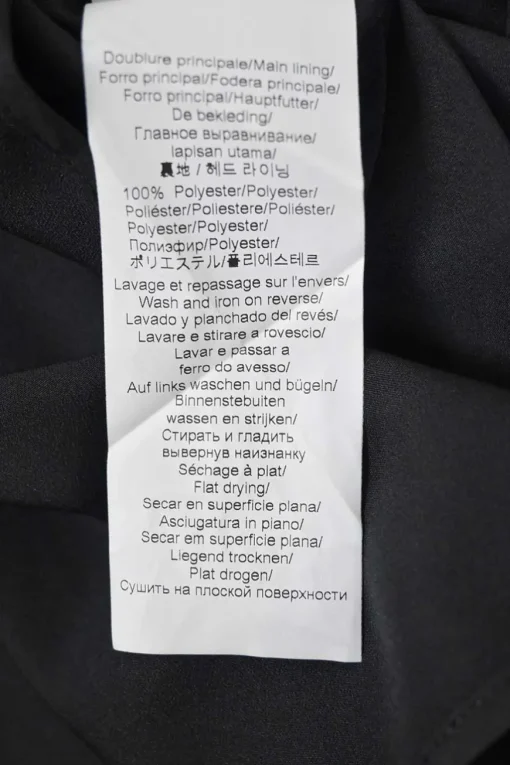 Doublure principale/Main lining/
Forro principal/Fodera principale/
Forro principal/Hauptfutter/
De bekleding/
Главное выравнивание/
lapisan utama/
裏地 / 헤드 라이닝
100% Polyester/Polyester/
Poliéster/Poliestere/Poliéster/
Polyester/Polyester/
Полиэфир/Polyester/
ポリエステル/폴리에스테르
Lavage et repassage sur l'envers/
Wash and iron on reverse/
Lavado y planchado del revés/
Lavare e stirare a rovescio/
Lavar e passar a
ferro do avesso/
Auf links waschen und bügeln/
Binnenstebuiten
wassen en strijken/
Стирать и гладить
вывернув наизнанку
Séchage à plat/
Flat drying/
Secar en superficie plana/
Asciugatura in piano/
Secar em superficie plana/
Liegend trocknen/
Plat drogen/
Сушить на плоской поверхности